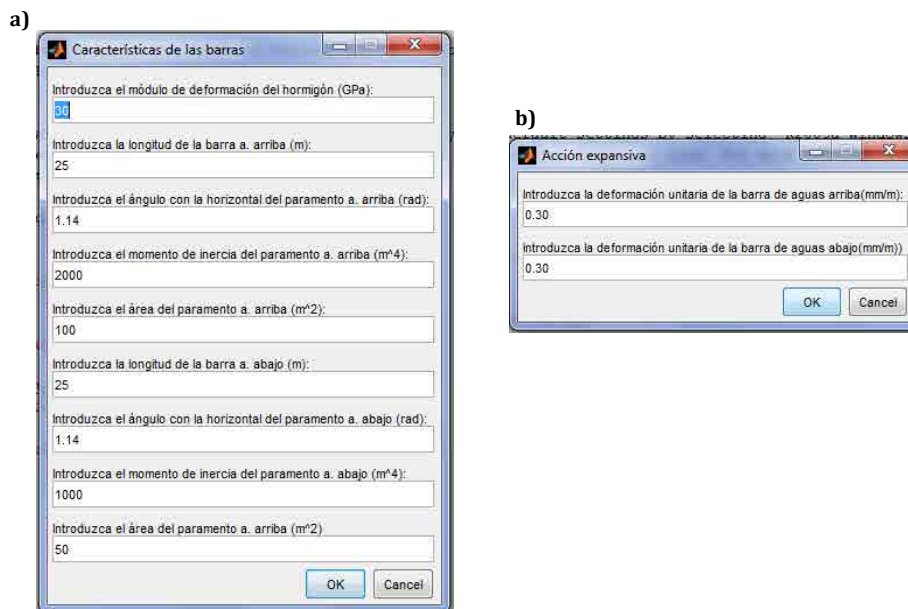 a)
Características de las barras
Introduzca el módulo de deformación del hormigón (GPa):
30
Introduzca la longitud de la barra a. arriba (m):
25
Introduzca el ángulo con la horizontal del paramento a. arriba (rad):
1.14
Introduzca el momento de inercia del paramento a. arriba (m^4):
2000
Introduzca el área del paramento a. arriba (m^2):
100
Introduzca la longitud de la barra a. abajo (m):
25
Introduzca el ángulo con la horizontal del paramento a. abajo (rad):
1.14
Introduzca el momento de inercia del paramento a. abajo (m^4):
1000
Introduzca el área del paramento a. arriba (m^2)
50
OK Cancel
b)
Acción expansiva
Introduzca la deformación unitaria de la barra de aguas arriba(mm/m):
0.30
Introduzca la deformación unitaria de la barra de aguas abajo(mm/m))
0.30
OK Cancel